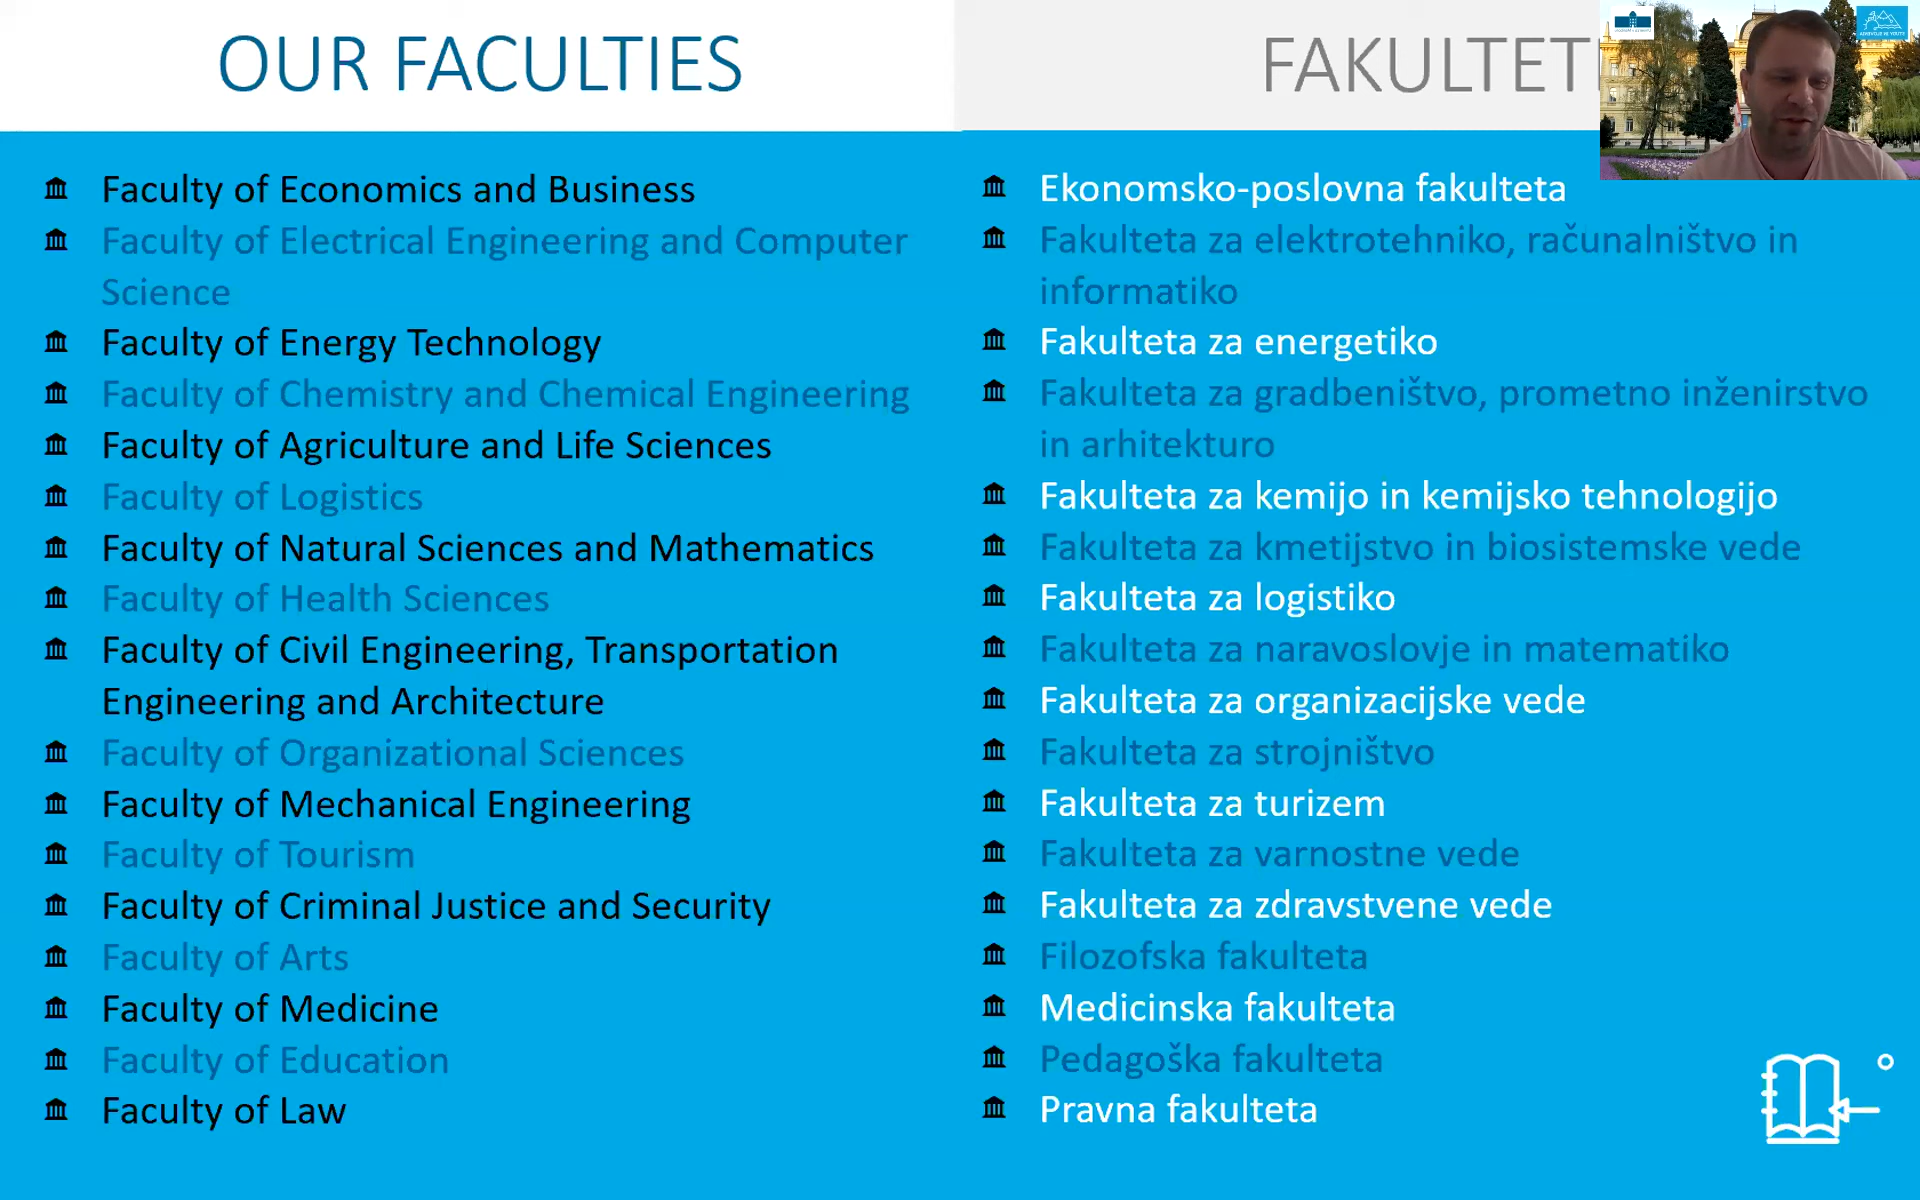 OUR FACULTIES
Faculty of Economics and Business
Faculty of Electrical Engineering and Computer
Science
Faculty of Energy Technology
Faculty of Chemistry and Chemical Engineering
Faculty of Agriculture and Life Sciences
Faculty of Logistics
Faculty of Natural Sciences and Mathematics
Faculty of Health Sciences
Faculty of Civil Engineering, Transportation
Engineering and Architecture
Faculty of Organizational Sciences
Faculty of Mechanical Engineering
Faculty of Tourism
Faculty of Criminal Justice and Security
Faculty of Arts
Faculty of Medicine
Faculty of Education
Faculty of Law
FAKULTET
Ekonomsko-poslovna fakulteta
Fakulteta za elektrotehniko, računalništvo in
informatiko
Fakulteta za energetiko
Fakulteta za gradbeništvo, prometno inženirstvo
in arhitekturo
Fakulteta za kemijo in kemijsko tehnologijo
Fakulteta za kmetijstvo in biosistemske vede
Fakulteta za logistiko
Fakulteta za naravoslovje in matematiko
Fakulteta za organizacijske vede
Fakulteta za strojništvo
Fakulteta za turizem
Fakulteta za varnostne vede
Fakulteta za zdravstvene vede
Filozofska fakulteta
Medicinska fakulteta
Pedagoška fakulteta
Pravna fakulteta